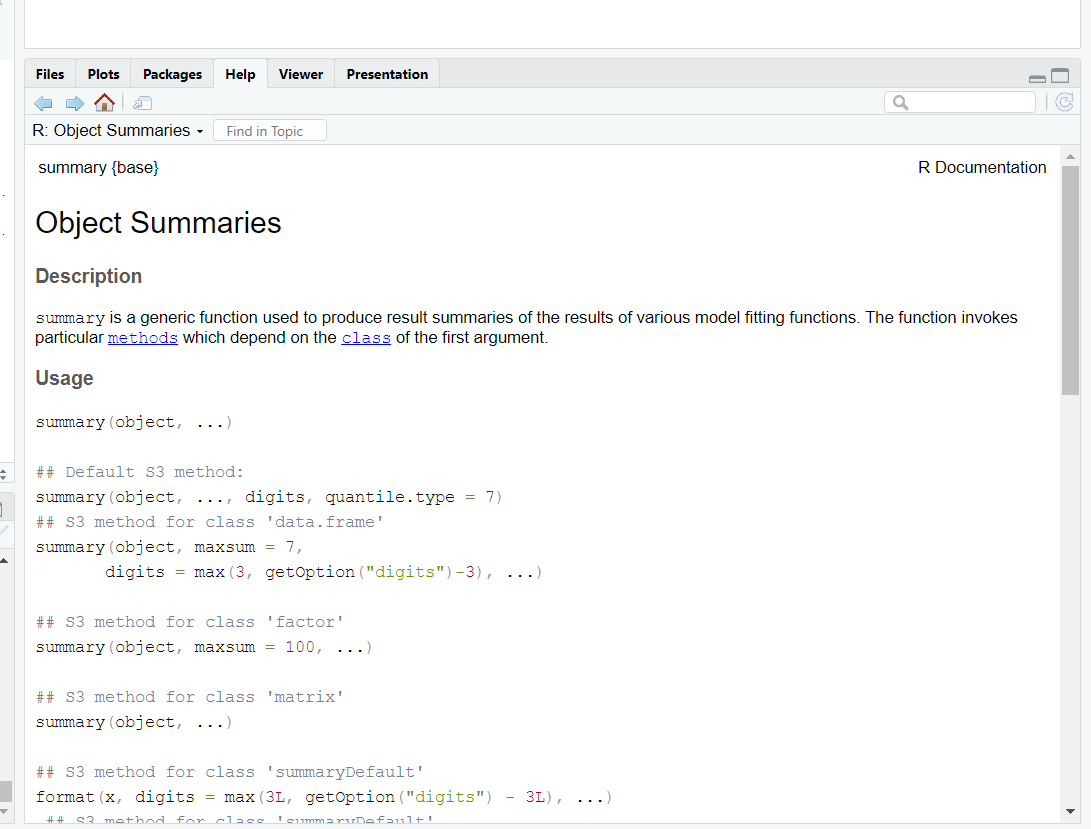 Files Plots Packages Help Viewer Presentation
R: Object Summaries Find in Topic
summary {base} R Documentation
Object Summaries
Description
summary is a generic function used to produce result summaries of the results of various model fitting functions. The function invokes
particular methods which depend on the class of the first argument.
Usage
summary(object, ...)
## Default S3 method:
summary(object, ..., digits, quantile.type = 7)
## S3 method for class 'data.frame'
summary(object, maxsum = 7,
digits = max(3, getOption("digits")-3), ...)
## S3 method for class 'factor'
summary(object, maxsum = 100, ...)
## S3 method for class 'matrix'
summary(object, ...)
## S3 method for class 'summaryDefault'
format(x, digits = max(3L, getOption("digits") - 3L), ...)
## S3 method for class 'summaryDefault'